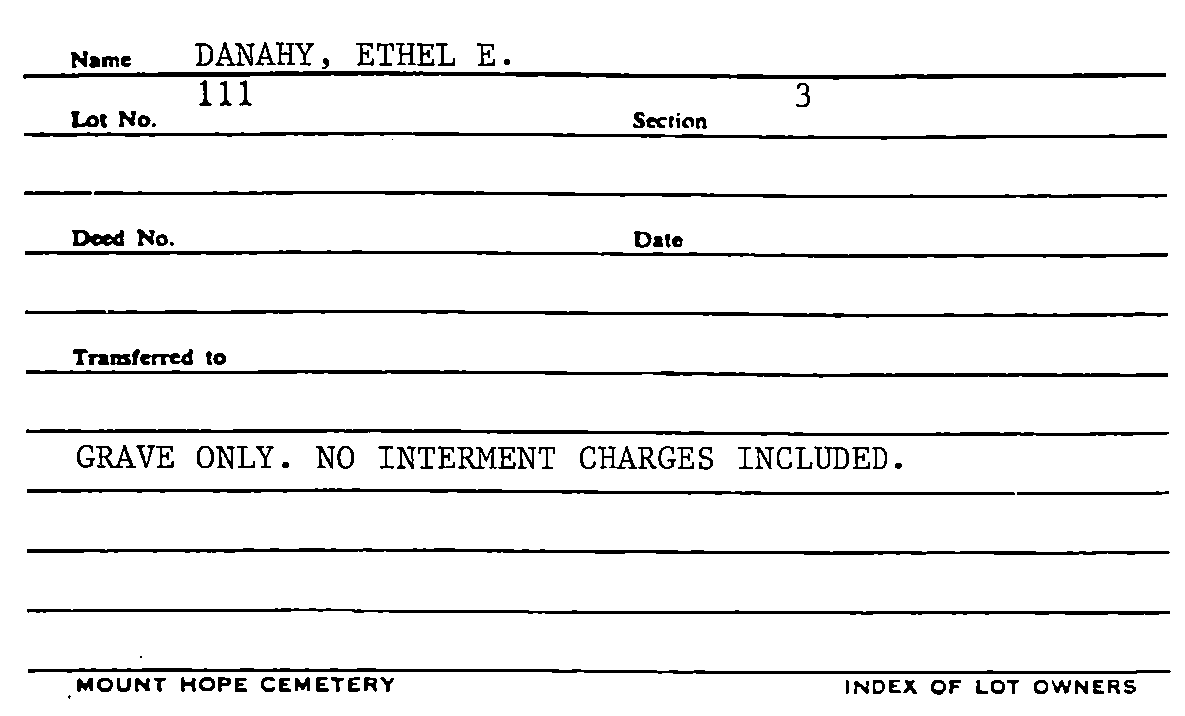 Name DANAHY, ETHEL E.
111 3
Lot No. Section
Deed No. Date
Transferred to
GRAVE ONLY. NO INTERMENT CHARGES INCLUDED.
MOUNT HOPE CEMETERY INDEX OF LOT OWNERS